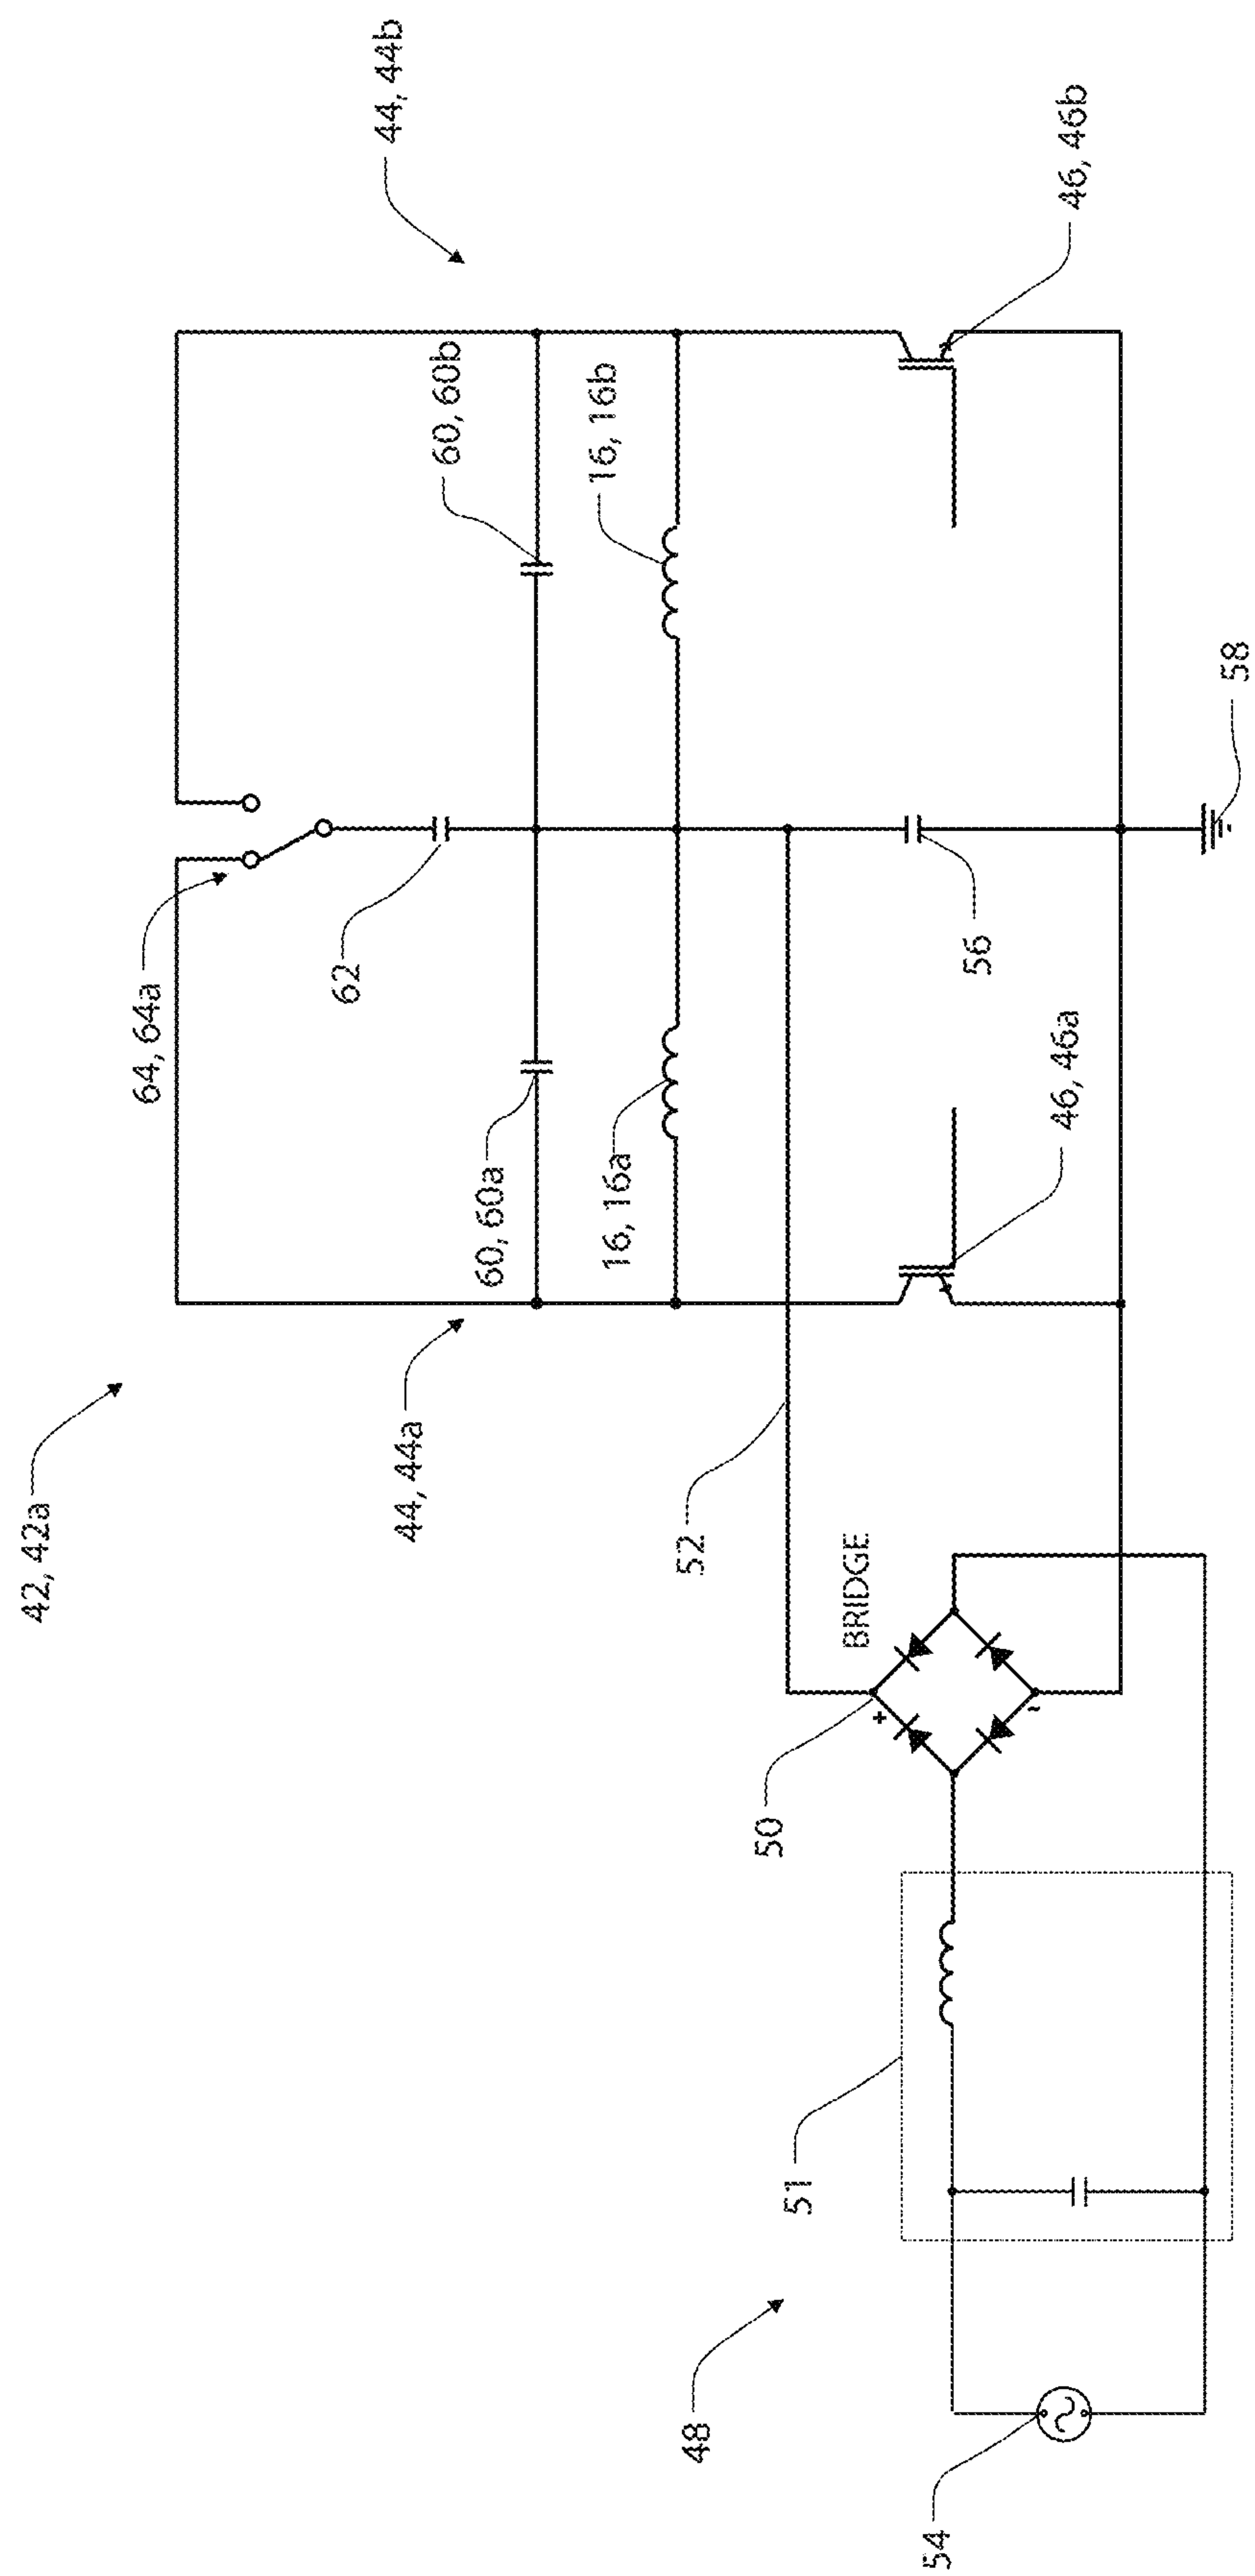 42, 42a
44, 44a
44, 44b
64, 64a
62
60, 60a
60, 60b
16, 16a
16, 16b
52
56
46, 46a
46, 46b
58
BRIDGE
+
-
50
51
48
54